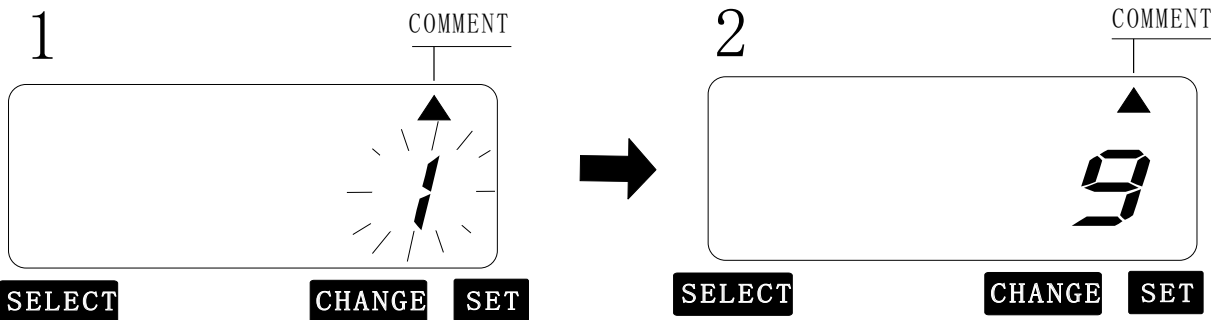 1
COMMENT
1
SELECT CHANGE SET
2
COMMENT
9
SELECT CHANGE SET